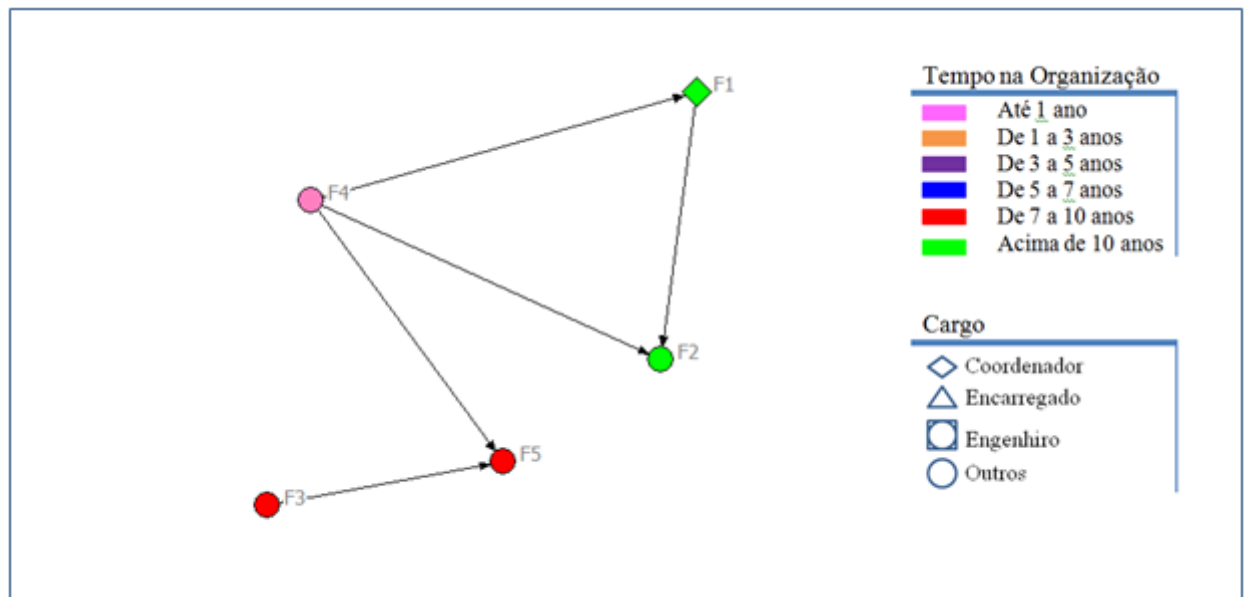 F1
F4
F2
F5
F3
Tempo na Organização
Até 1 ano
De 1 a 3 anos
De 3 a 5 anos
De 5 a 7 anos
De 7 a 10 anos
Acima de 10 anos
Cargo
Coordenador
Encarregado
Engenhiro
Outros